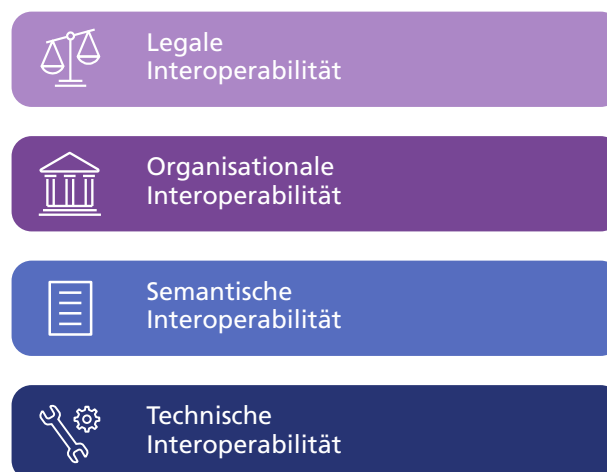 Legale
Interoperabilität
Organisationale
Interoperabilität
Semantische
Interoperabilität
Technische
Interoperabilität